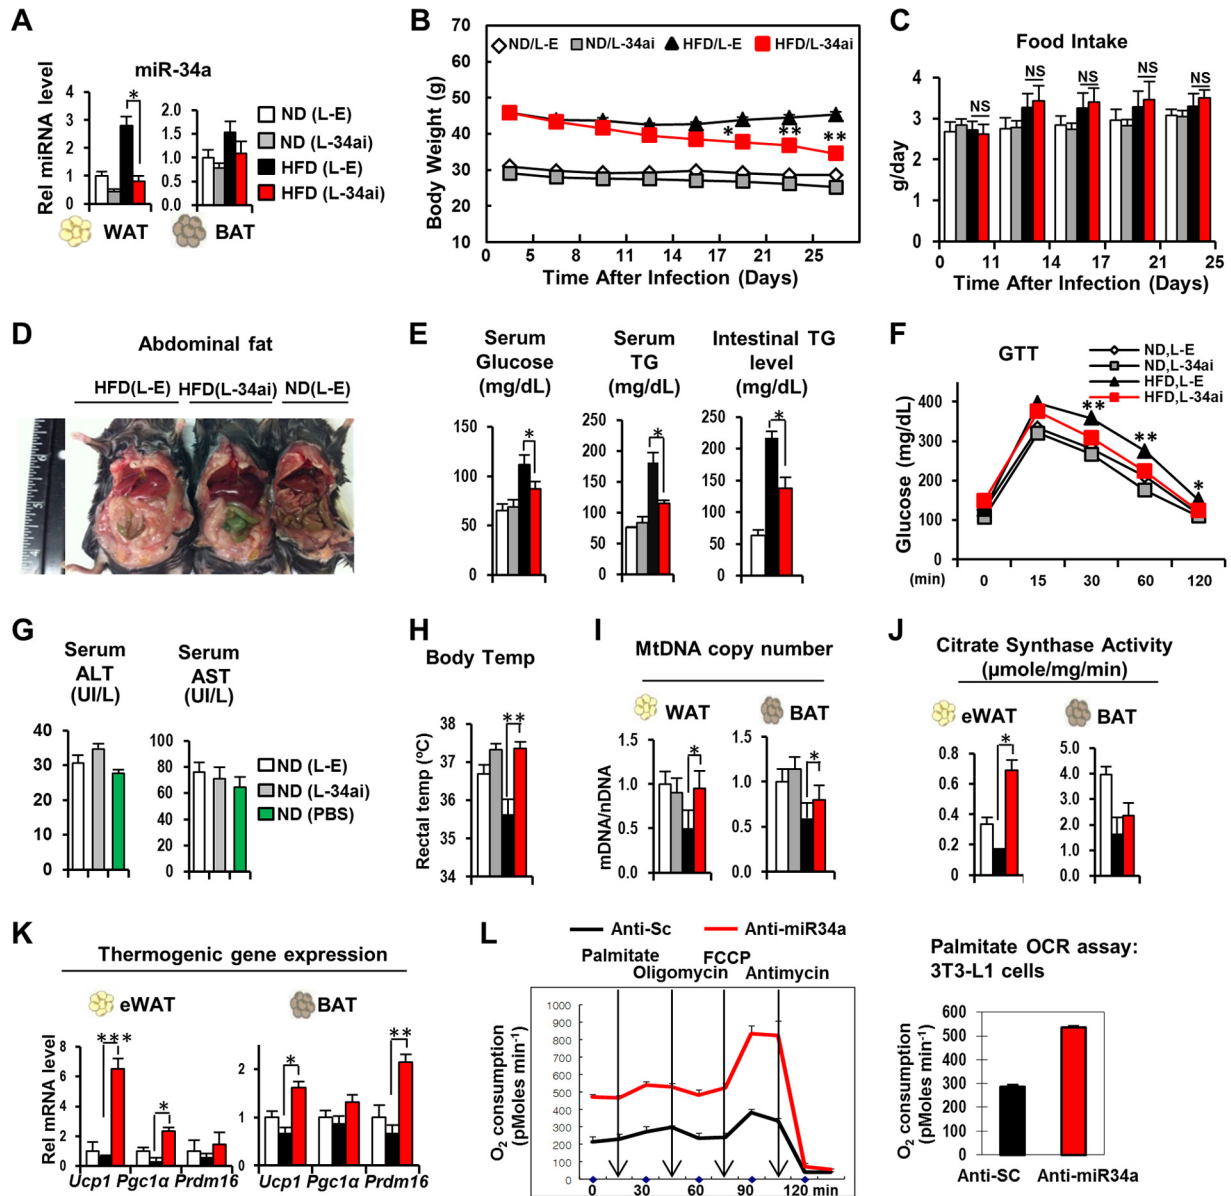 A
miR-34a
Rel miRNA level
4
3
2
1
0
*
2.0
1.5
1.0
0.5
0.0
ND (L-E)
ND (L-34ai)
HFD (L-E)
HFD (L-34ai)
WAT
BAT
B
Body Weight (g)
70
60
50
40
30
20
10
ND/L-E
ND/L-34ai
HFD/L-E
HFD/L-34ai
*
**
**
3 5 8 11 14 17 21 25
Time After Infection (Days)
C
Food Intake
g/day
4
3
2
1
0
NS
NS
NS
NS
NS
0 11 14 17 21 25
Time After Infection (Days)
D
Abdominal fat
HFD(L-E) HFD(L-34ai) ND(L-E)
E
Serum
Glucose
(mg/dL)
150
100
50
0
*
Serum
TG
(mg/dL)
250
200
150
100
50
0
*
Intestinal TG
level
(mg/dL)
250
200
150
100
50
0
*
F
GTT
ND,L-E
ND,L-34ai
HFD,L-E
HFD,L-34ai
Glucose (mg/dL)
400
300
200
100
0
**
**
*
(min)
0 15 30 60 120
G
Serum
ALT
(UI/L)
40
30
20
10
0
Serum
AST
(UI/L)
100
80
60
40
20
0
ND (L-E)
ND (L-34ai)
ND (PBS)
H
Body Temp
Rectal temp (ºC)
38
37
36
35
34
**
I
MtDNA copy number
WAT
BAT
mDNA/nDNA
1.5
1.0
0.5
0.0
*
1.5
1.0
0.5
0.0
*
J
Citrate Synthase Activity
(µmole/mg/min)
eWAT
BAT
0.8
0.6
0.4
0.2
0
*
5.0
4.0
3.0
2.0
1.0
0.0
K
Thermogenic gene expression
eWAT
BAT
Rel mRNA level
8
6
4
2
0
***
*
Ucp1 Pgc1α Prdm16
2
1
0
*
**
Ucp1 Pgc1α Prdm16
L
Anti-Sc
Anti-miR34a
Palmitate
Oligomycin
FCCP
Antimycin
O2 consumption
(pMoles min-1)
1000
900
800
700
600
500
400
300
200
100
0
0 30 60 90 120 min
Palmitate OCR assay:
3T3-L1 cells
O2 consumption
(pMoles min-1)
600
500
400
300
200
100
0
Anti-SC Anti-miR34a